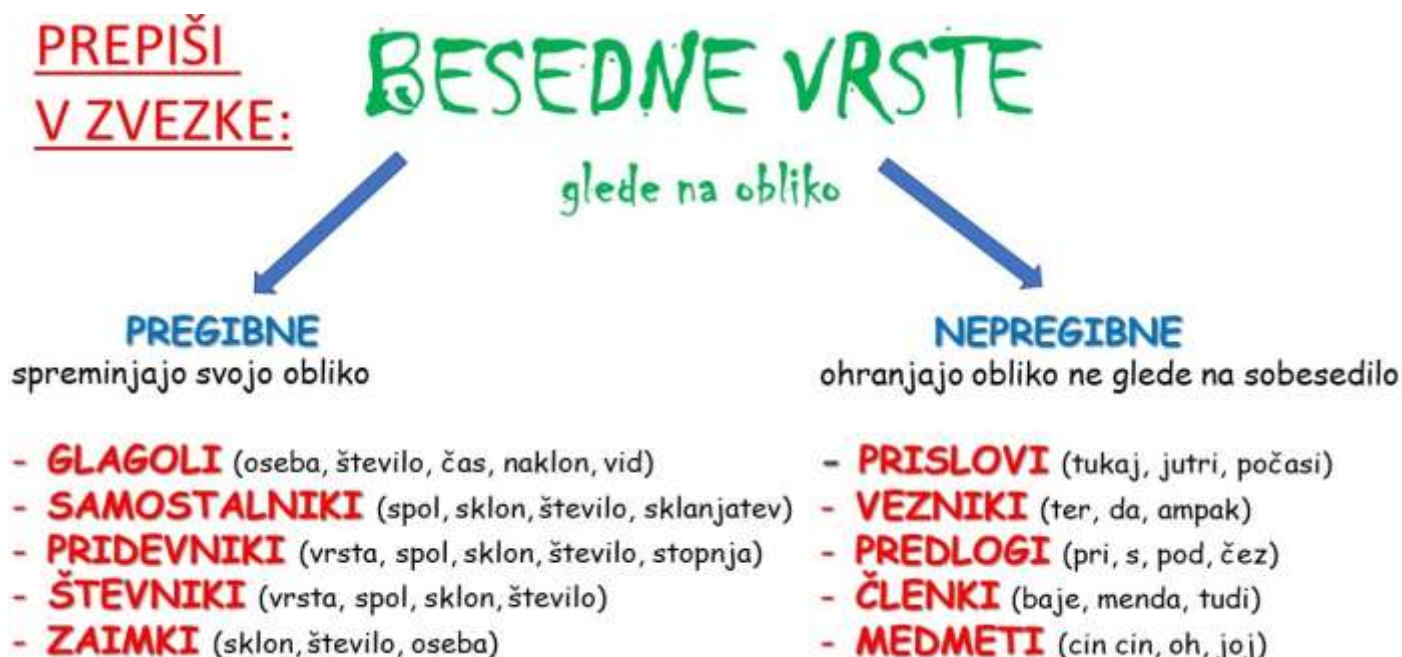 PREPIŠI
V ZVEZKE:
BESEDNE VRSTE
glede na obliko
PREGIBNE
spreminjajo svojo obliko
- GLAGOLI (oseba, število, čas, naklon, vid)
- SAMOSTALNIKI (spol, sklon, število, sklanjatev)
- PRIDEVNIKI (vrsta, spol, sklon, število, stopnja)
- ŠTEVNIKI (vrsta, spol, sklon, število)
- ZAIMKI (sklon, število, oseba)
NEPREGIBNE
ohranjajo obliko ne glede na sobesedilo
- PRISLOVI (tukaj, jutri, počasi)
- VEZNIKI (ter, da, ampak)
- PREDLOGI (pri, s, pod, čez)
- ČLENKI (baje, menda, tudi)
- MEDMETI (cin cin, oh, joj)